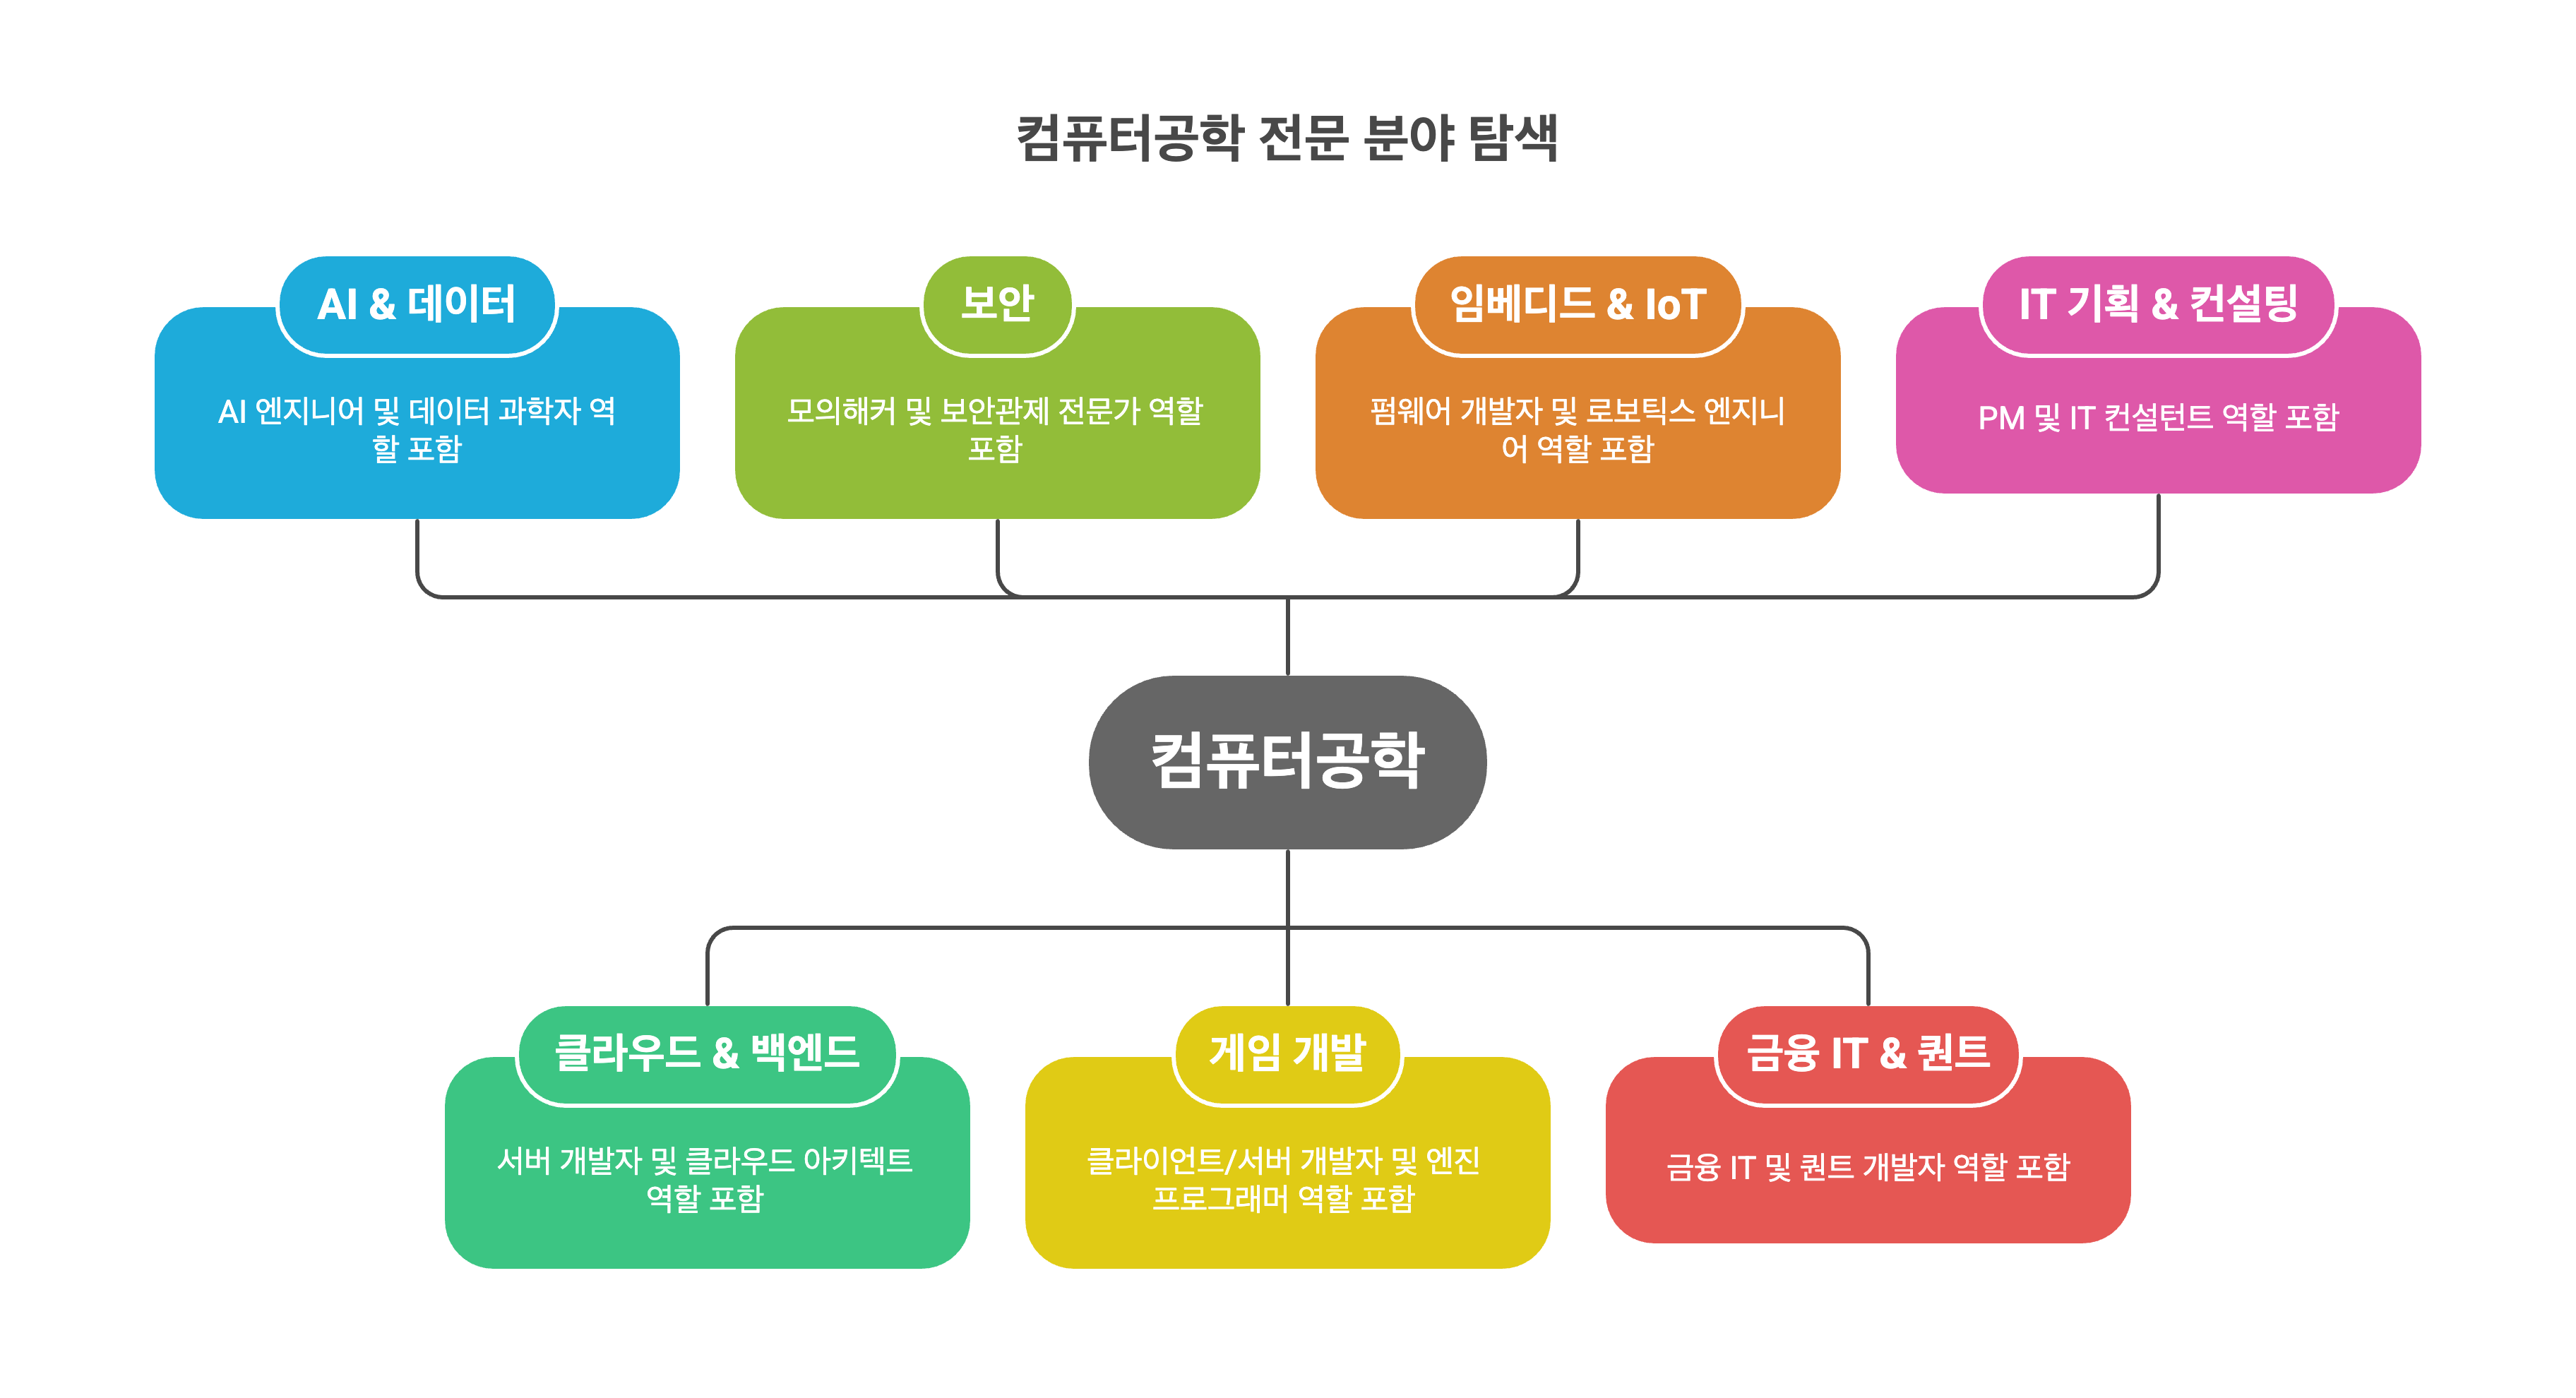 컴퓨터공학 전문 분야 탐색
AI & 데이터
AI 엔지니어 및 데이터 과학자 역
할 포함
보안
모의해커 및 보안관제 전문가 역할
포함
임베디드 & IoT
펌웨어 개발자 및 로보틱스 엔지니
어 역할 포함
IT 기획 & 컨설팅
PM 및 IT 컨설턴트 역할 포함
컴퓨터공학
클라우드 & 백엔드
서버 개발자 및 클라우드 아키텍트
역할 포함
게임 개발
클라이언트/서버 개발자 및 엔진
프로그래머 역할 포함
금융 IT & 퀀트
금융 IT 및 퀀트 개발자 역할 포함